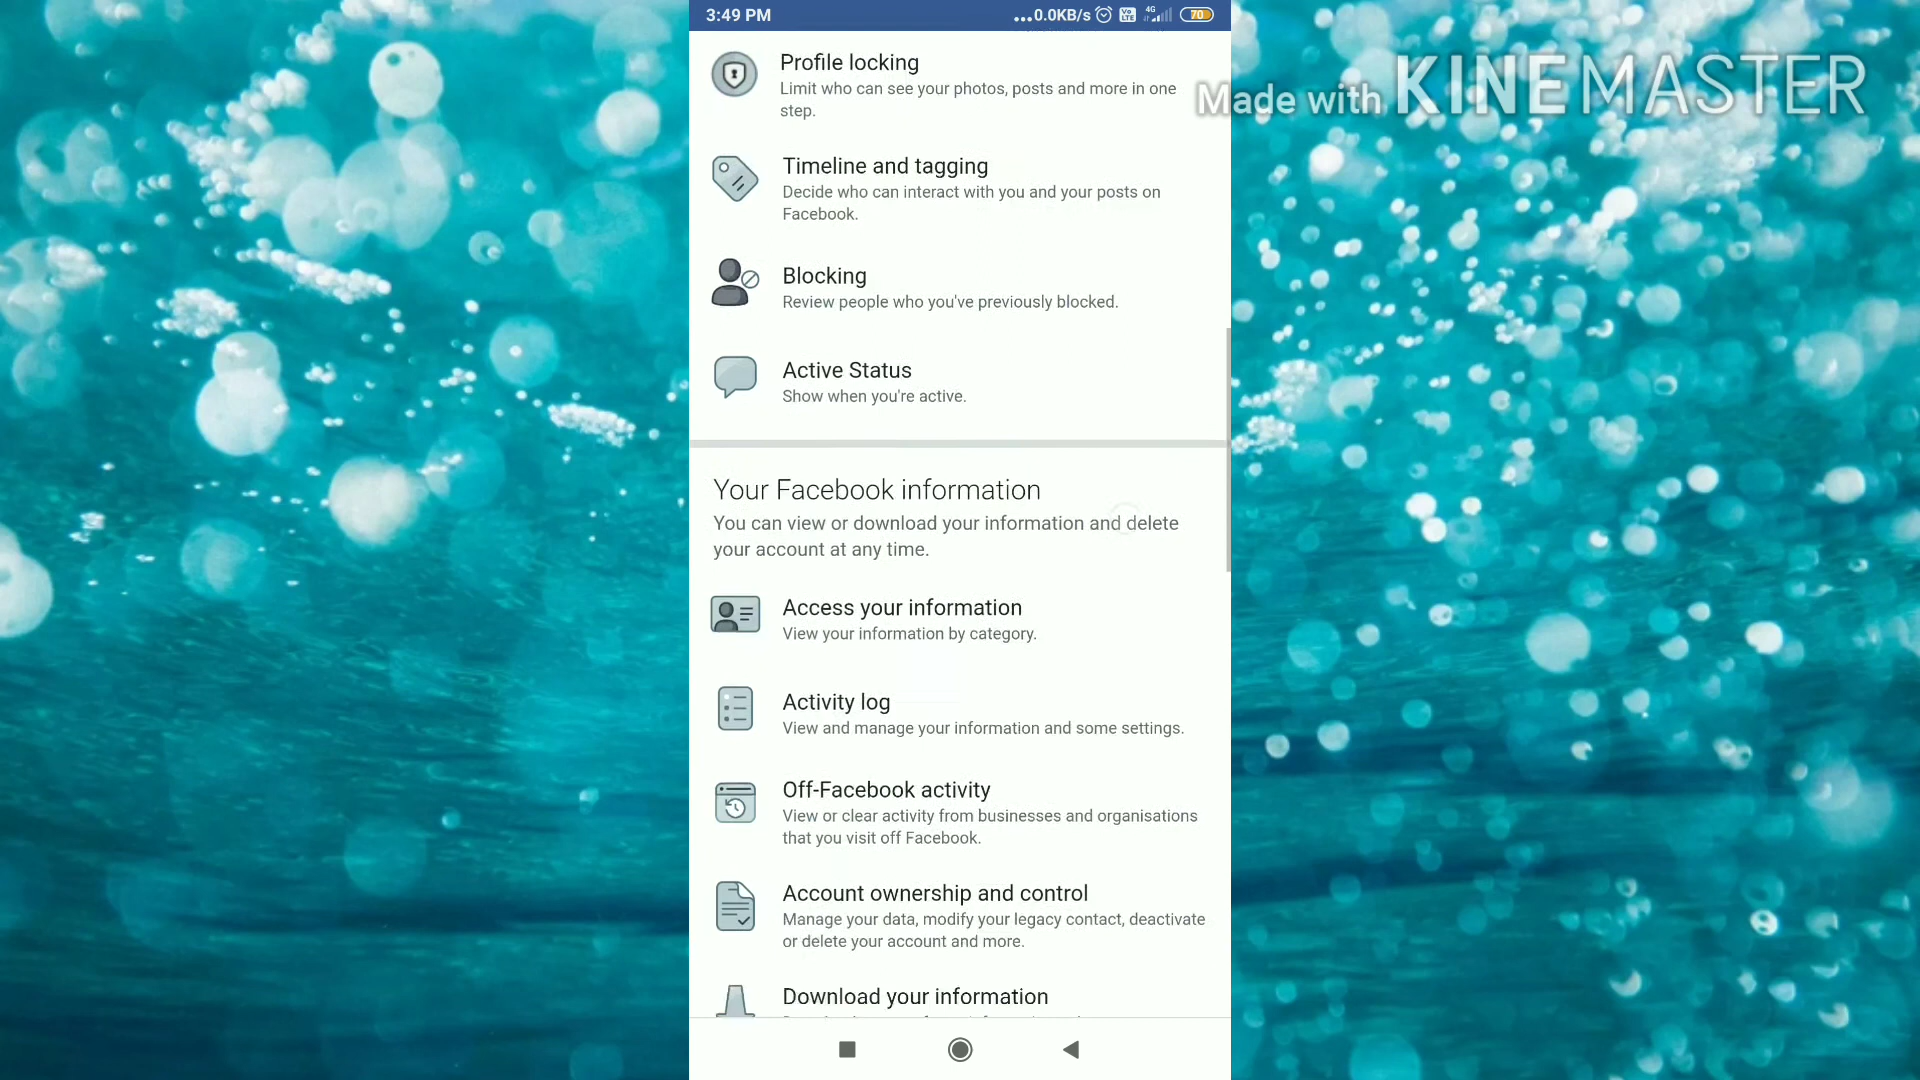 3:49 PM
...0.0KB/s
Vo LTE
4G
70
Profile locking
Limit who can see your photos, posts and more in one
step.
Made with KINEMASTER
Timeline and tagging
Decide who can interact with you and your posts on
Facebook.
Blocking
Review people who you've previously blocked.
Active Status
Show when you're active.
Your Facebook information
You can view or download your information and delete
your account at any time.
Access your information
View your information by category.
Activity log
View and manage your information and some settings.
Off-Facebook activity
View or clear activity from businesses and organisations
that you visit off Facebook.
Account ownership and control
Manage your data, modify your legacy contact, deactivate
or delete your account and more.
Download your information